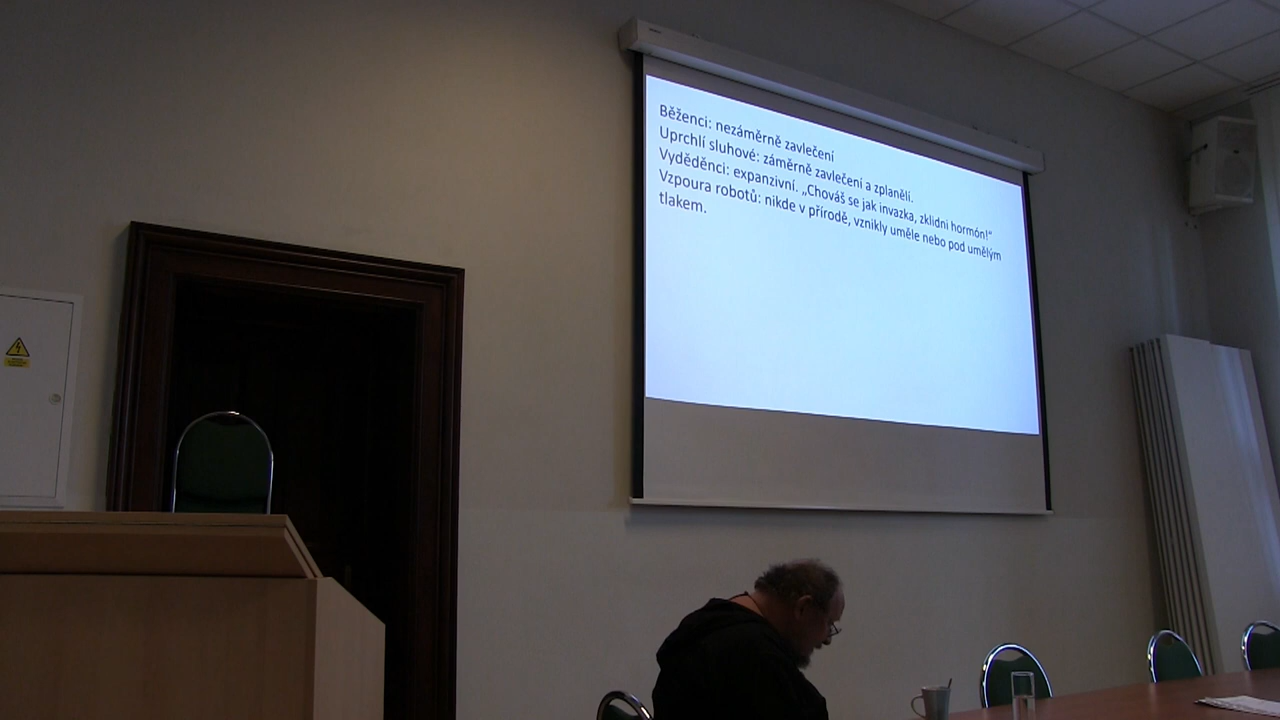 Běženci: nezáměrně zavlečení
Uprchlí sluhové: záměrně zavlečení a zplanělí.
Vyděděnci: expanzivní. „Chováš se jak invazka, zklidni hormón!“
Vzpoura robotů: nikde v přírodě, vznikly uměle nebo pod umělým
tlakem.